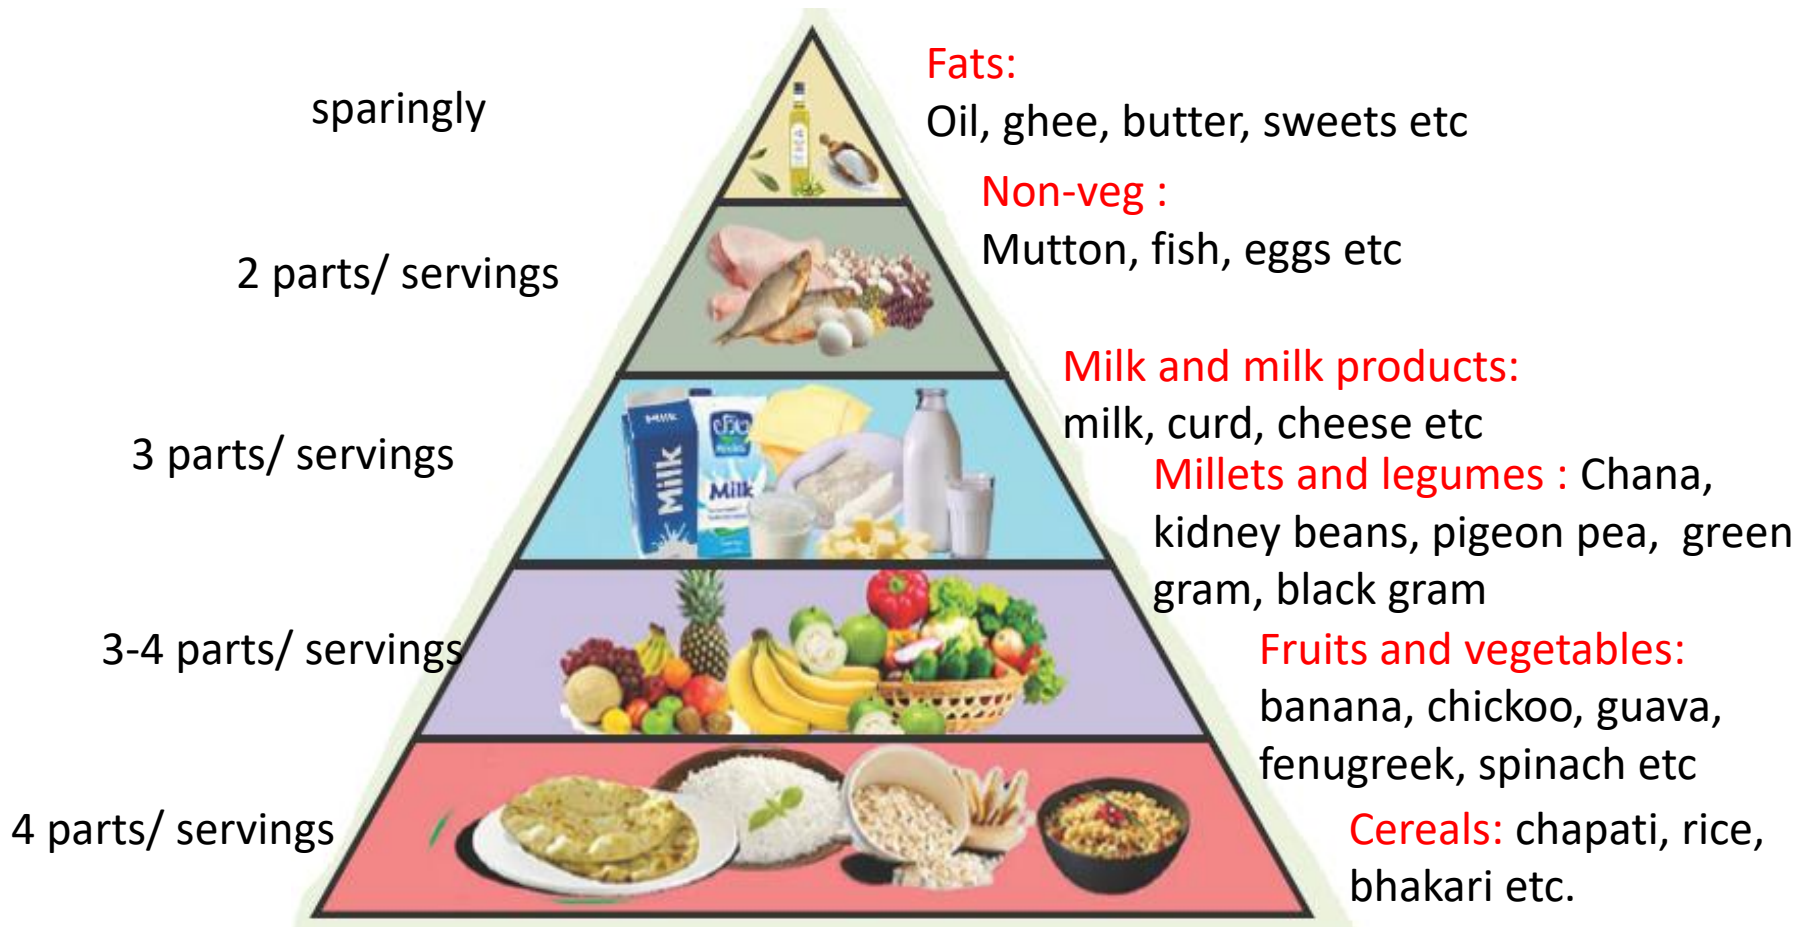 sparingly
Fats:
Oil, ghee, butter, sweets etc
2 parts/ servings
Non-veg :
Mutton, fish, eggs etc
3 parts/ servings
Milk and milk products:
milk, curd, cheese etc
Millets and legumes : Chana,
kidney beans, pigeon pea, green
gram, black gram
MILK
Milk
Milk
3-4 parts/ servings
Fruits and vegetables:
banana, chickoo, guava,
fenugreek, spinach etc
4 parts/ servings
Cereals: chapati, rice,
bhakari etc.